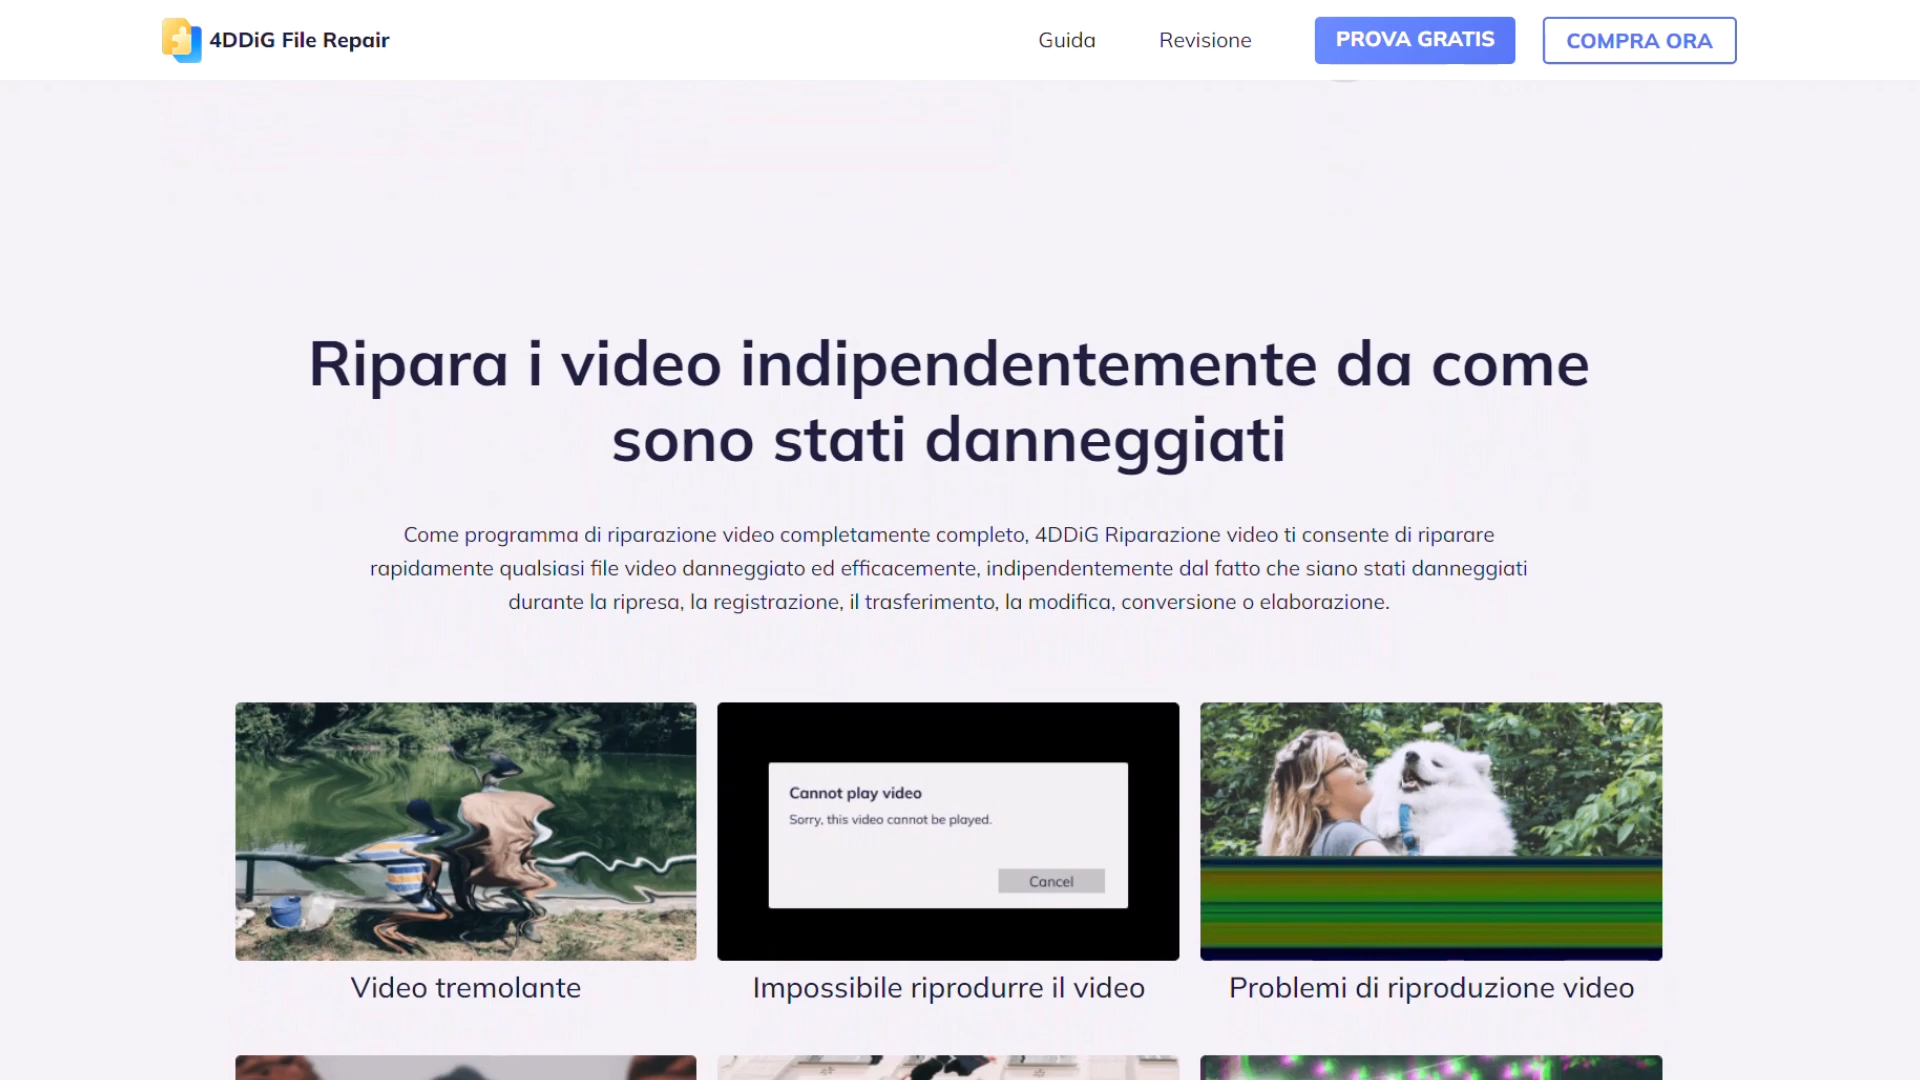 4DDiG File Repair
Guida
Revisione
PROVA GRATIS
COMPRA ORA
Ripara i video indipendentemente da come
sono stati danneggiati
Come programma di riparazione video completamente completo, 4DDiG Riparazione video ti consente di riparare
rapidamente qualsiasi file video danneggiato ed efficacemente, indipendentemente dal fatto che siano stati danneggiati
durante la ripresa, la registrazione, il trasferimento, la modifica, conversione o elaborazione.
Cannot play video
Sorry, this video cannot be played.
Cancel
Video tremolante
Impossibile riprodurre il video
Problemi di riproduzione video